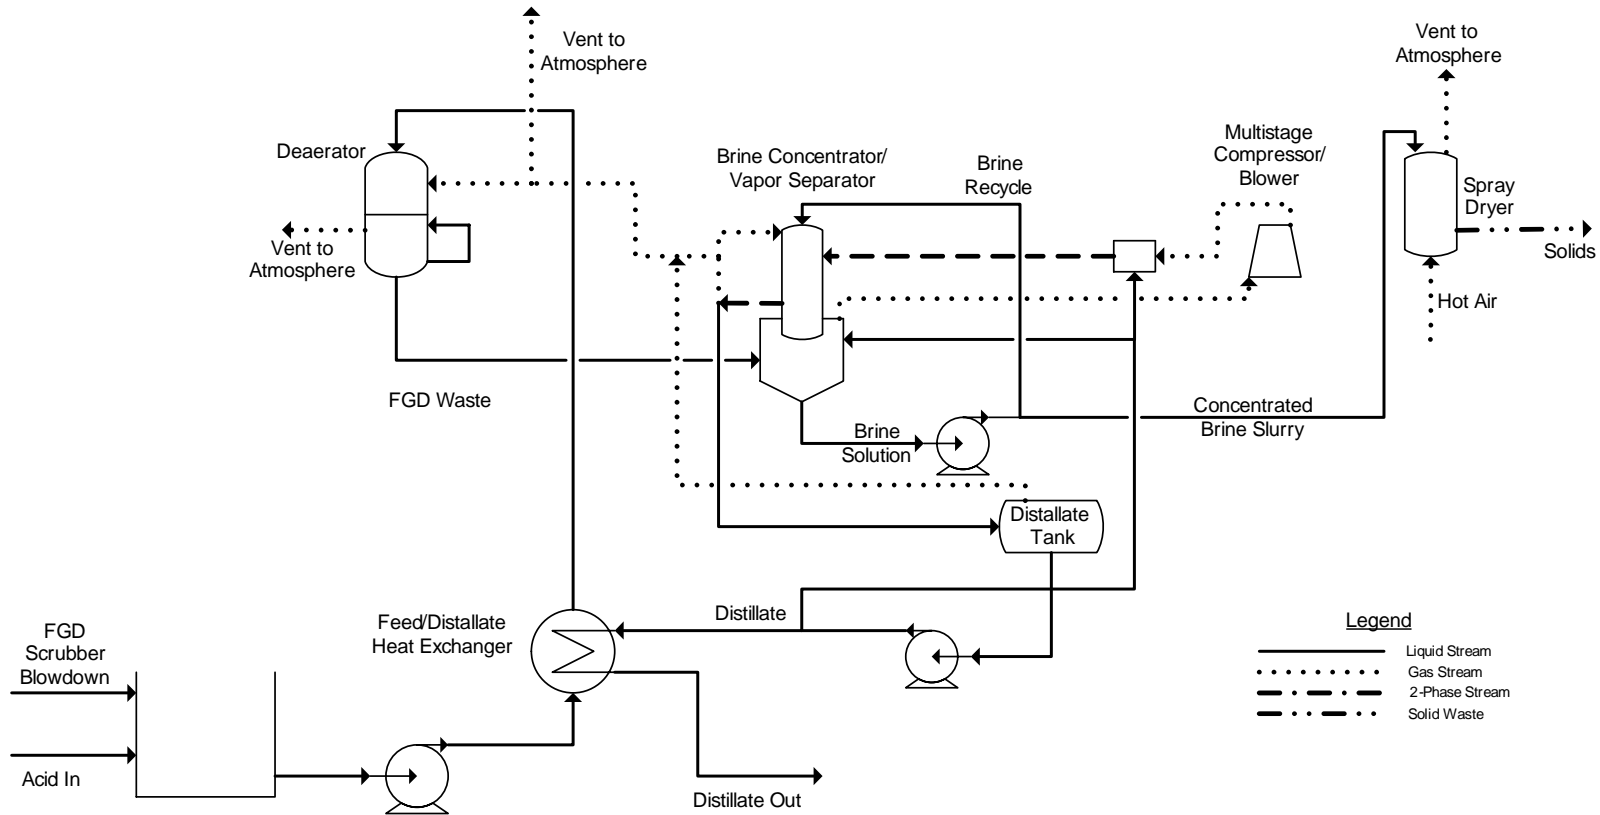 Vent to
Atmosphere
Vent to
Atmosphere
Deaerator
Brine Concentrator/
Vapor Separator
Brine
Recycle
Multistage
Compressor/
Blower
Spray
Dryer
Solids
Vent to
Atmosphere
Hot Air
FGD Waste
Brine
Solution
Concentrated
Brine Slurry
Distallate
Tank
FGD
Scrubber
Blowdown
Feed/Distallate
Heat Exchanger
Distillate
Acid In
Distillate Out
Legend
Liquid Stream
Gas Stream
2-Phase Stream
Solid Waste